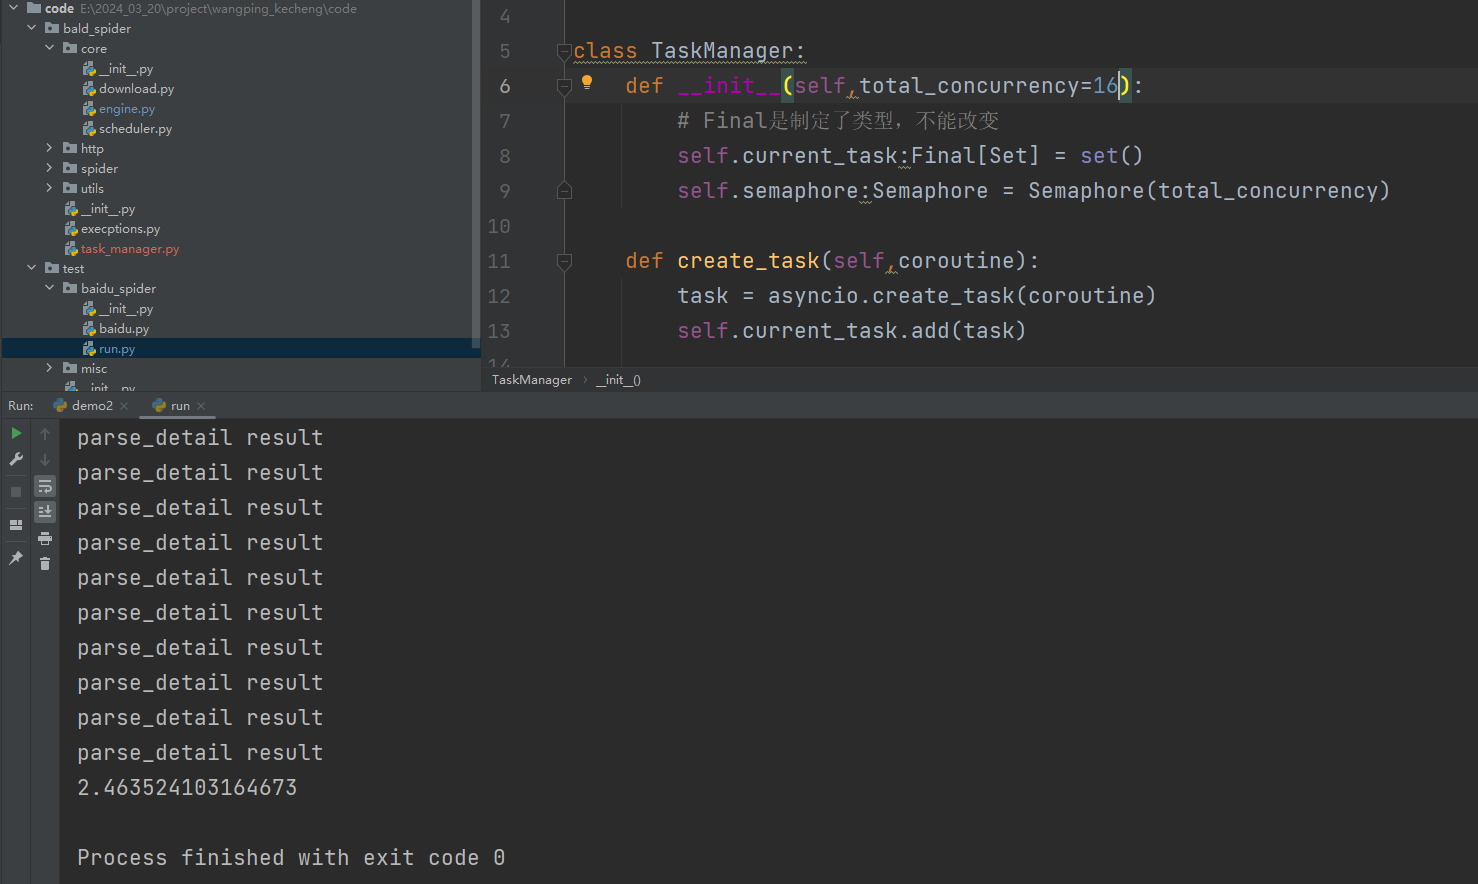 code E:\2024_03_20\project\wangping_kecheng\code
bald_spider
core
__init__.py
download.py
engine.py
scheduler.py
http
spider
utils
__init__.py
execptions.py
task_manager.py
test
baidu_spider
__init__.py
baidu.py
run.py
misc
__init__.py
4
5 class TaskManager:
6 def __init__(self,total_concurrency=16):
7 # Final是制定了类型，不能改变
8 self.current_task:Final[Set] = set()
9 self.semaphore:Semaphore = Semaphore(total_concurrency)
10
11 def create_task(self,coroutine):
12 task = asyncio.create_task(coroutine)
13 self.current_task.add(task)
14
TaskManager › __init__()
Run: demo2 × run ×
parse_detail result
parse_detail result
parse_detail result
parse_detail result
parse_detail result
parse_detail result
parse_detail result
parse_detail result
parse_detail result
parse_detail result
2.463524103164673
Process finished with exit code 0